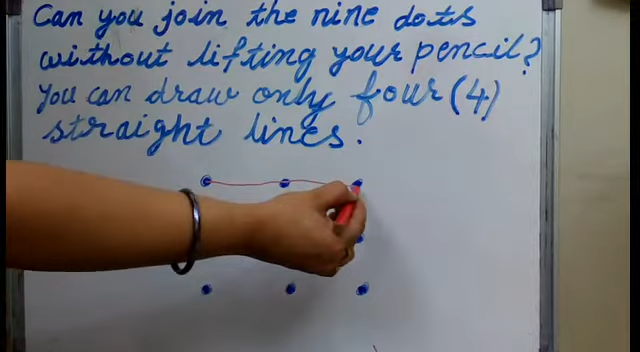 Can you join the nine dots
without lifting your pencil?
You can draw only four (4)
straight lines.